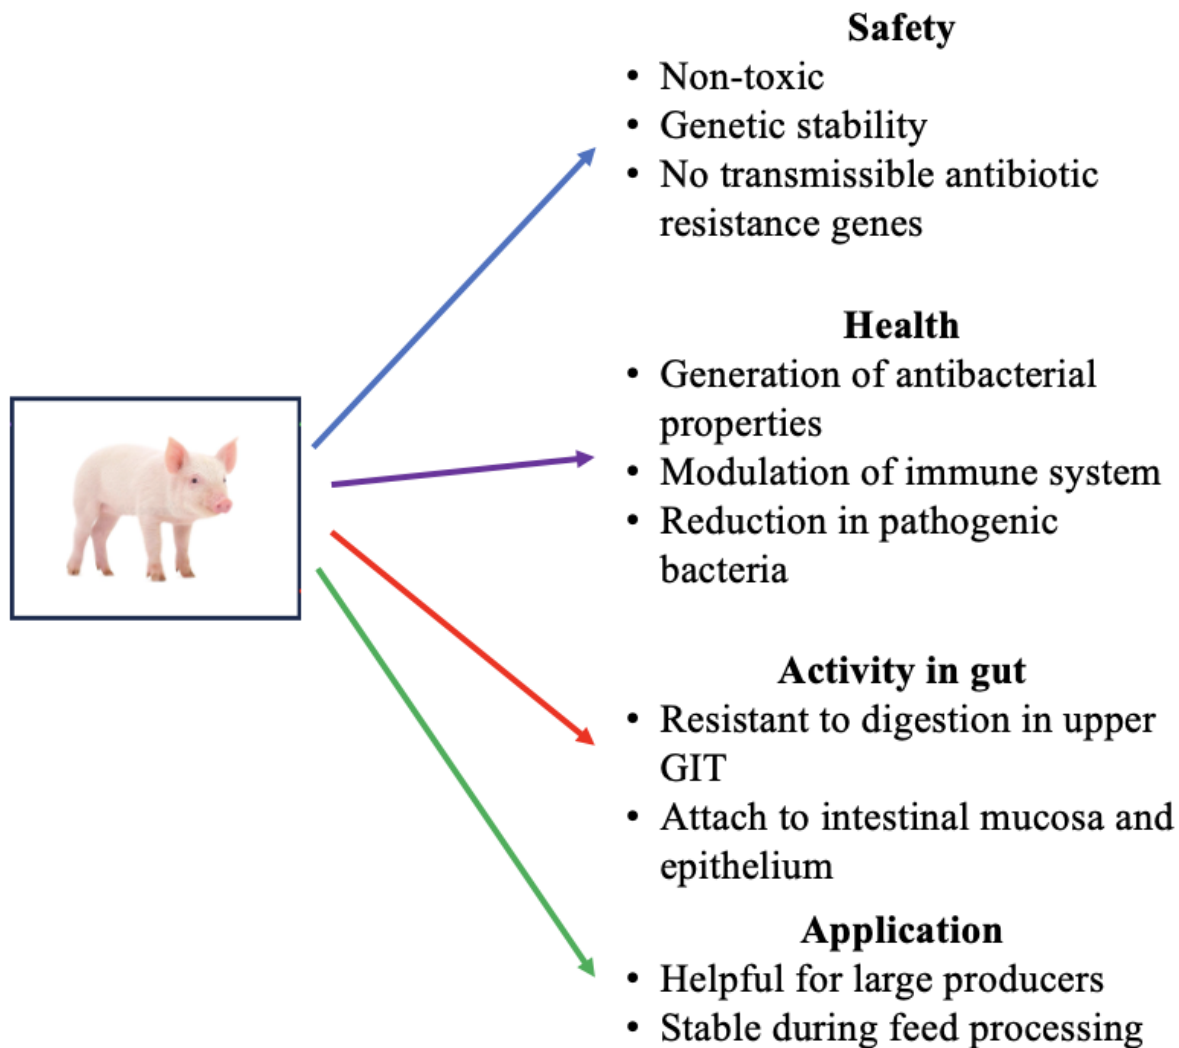 Safety
• Non-toxic
• Genetic stability
• No transmissible antibiotic
resistance genes
Health
• Generation of antibacterial
properties
• Modulation of immune system
• Reduction in pathogenic
bacteria
Activity in gut
• Resistant to digestion in upper
GIT
• Attach to intestinal mucosa and
epithelium
Application
• Helpful for large producers
• Stable during feed processing